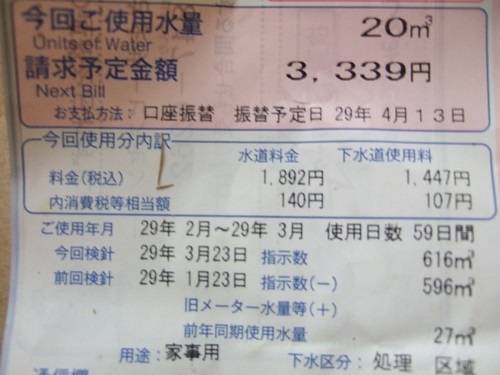 今回ご使用水量 20㎥
Units of Water
請求予定金額 3,339円
Next Bill
お支払方法: 口座振替 振替予定日 29年 4月13日
今回使用分内訳
水道料金 下水道使用料
料金(税込) 1,892円 1,447円
内消費税等相当額 140円 107円
ご使用年月 29年 2月~29年 3月 使用日数 59日間
今回検針 29年 3月23日 指示数 616㎥
前回検針 29年 1月23日 指示数(-) 596㎥
旧メーター水量等(+)
前年同期使用水量 27㎥
用途:家事用 下水区分:処理 区域
通信欄